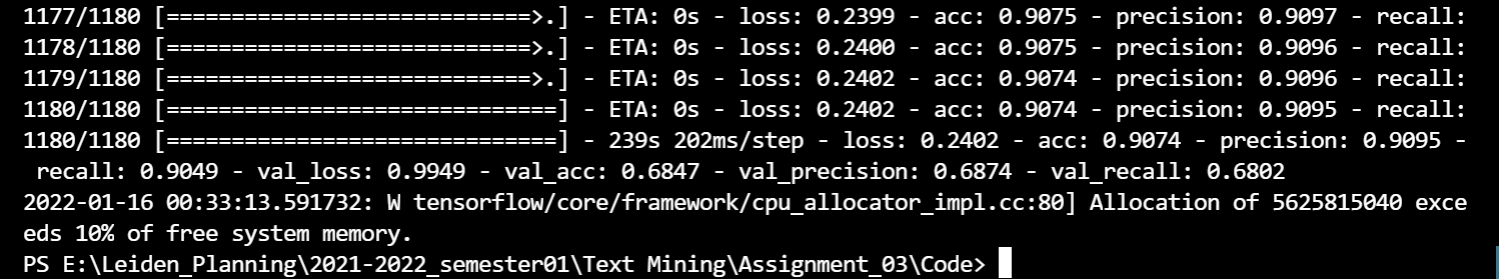 1177/1180 [============================>.] - ETA: 0s - loss: 0.2399 - acc: 0.9075 - precision: 0.9097 - recall:
1178/1180 [============================>.] - ETA: 0s - loss: 0.2400 - acc: 0.9075 - precision: 0.9096 - recall:
1179/1180 [============================>.] - ETA: 0s - loss: 0.2402 - acc: 0.9074 - precision: 0.9096 - recall:
1180/1180 [==============================] - ETA: 0s - loss: 0.2402 - acc: 0.9074 - precision: 0.9095 - recall:
1180/1180 [==============================] - 239s 202ms/step - loss: 0.2402 - acc: 0.9074 - precision: 0.9095 -
 recall: 0.9049 - val_loss: 0.9949 - val_acc: 0.6847 - val_precision: 0.6874 - val_recall: 0.6802
2022-01-16 00:33:13.591732: W tensorflow/core/framework/cpu_allocator_impl.cc:80] Allocation of 5625815040 exce
eds 10% of free system memory.
PS E:\Leiden_Planning\2021-2022_semester01\Text Mining\Assignment_03\Code>